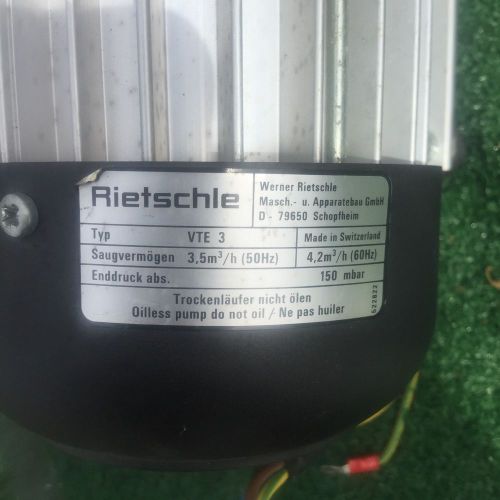 Rietschle
Werner Rietschle
Masch.- u. Apparatebau GmbH
D - 79650 Schopfheim
Typ VTE 3 Made in Switzerland
Saugvermögen 3,5m³/h (50Hz) 4,2m³/h (60Hz)
Enddruck abs. 150 mbar
Trockenläufer nicht ölen
Oilless pump do not oil / Ne pas huiler
522822